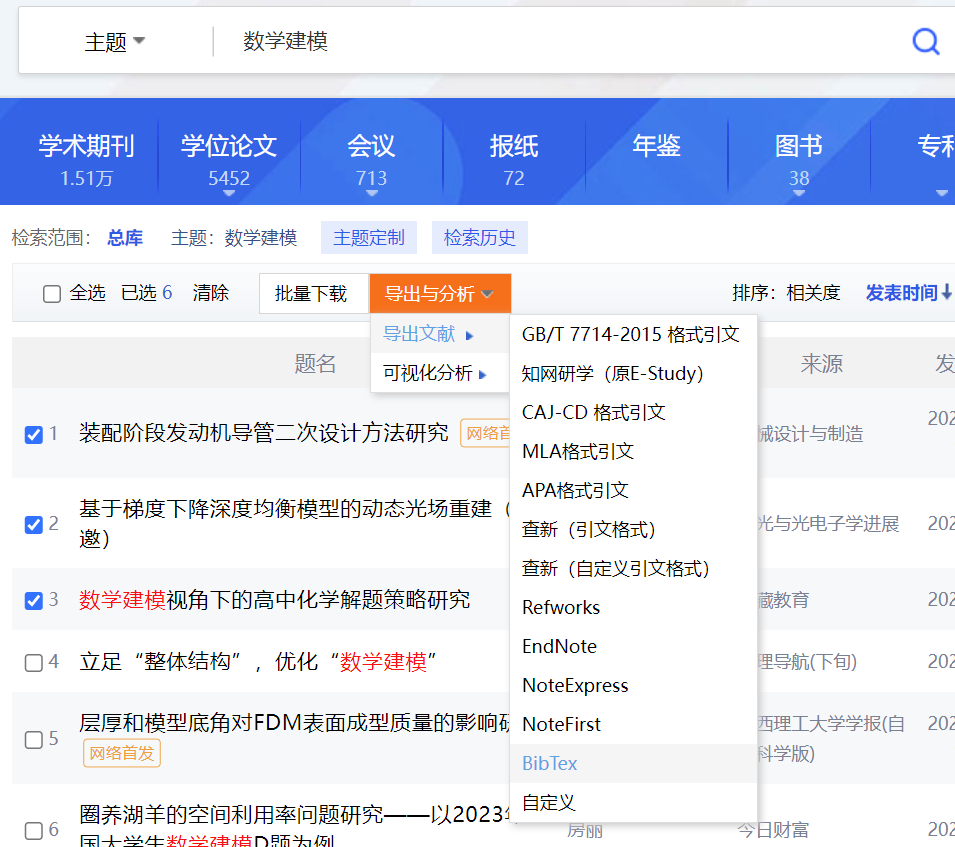 主题 数学建模
学术期刊 学位论文 会议 报纸 年鉴 图书 专利
1.51万 5452 713 72 38
检索范围：总库 主题：数学建模 主题定制 检索历史
全选 已选 6 清除 批量下载 导出与分析 排序：相关度 发表时间↓
导出文献
可视化分析
GB/T 7714-2015 格式引文
知网研学（原E-Study）
CAJ-CD 格式引文
MLA格式引文
APA格式引文
查新（引文格式）
查新（自定义引文格式）
Refworks
EndNote
NoteExpress
NoteFirst
BibTex
自定义
题名 来源 发
1 装配阶段发动机导管二次设计方法研究 网络首 械设计与制造 202
2 基于梯度下降深度均衡模型的动态光场重建（ 光与光电子学进展 202
邀）
3 数学建模视角下的高中化学解题策略研究 藏教育 202
4 立足“整体结构”，优化“数学建模” 理导航(下旬) 202
5 层厚和模型底角对FDM表面成型质量的影响研 西理工大学学报(自 202
网络首发 科学版)
6 圈养湖羊的空间利用率问题研究——以2023年 房丽 今日财富 202
国大学生数学建模D题为例